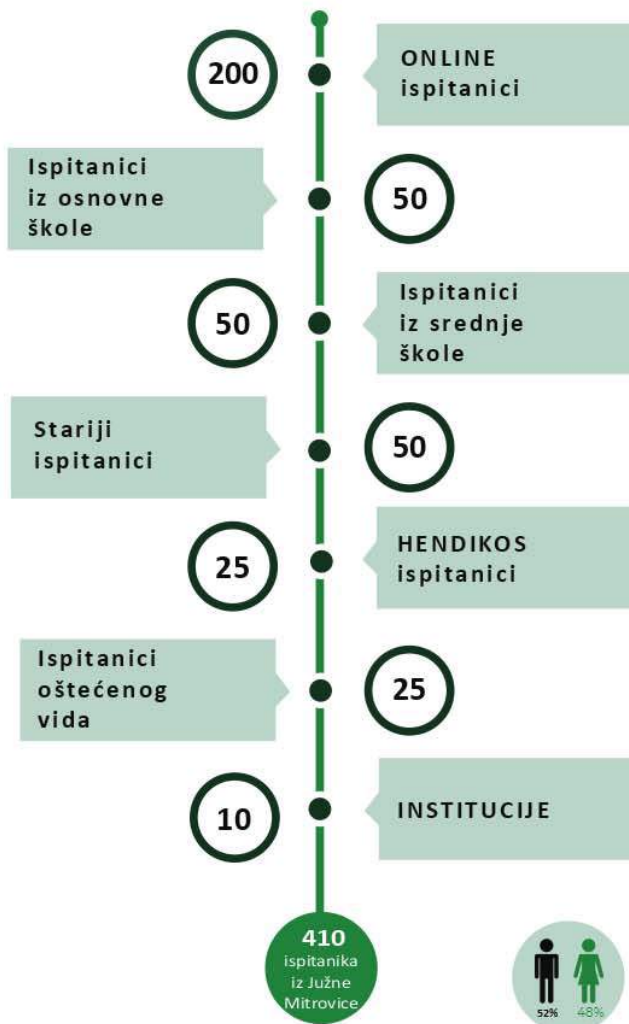 200
ONLINE
ispitanici
Ispitanici
iz osnovne
škole
50
50
Ispitanici
iz srednje
škole
Stariji
ispitanici
50
25
HENDIKOS
ispitanici
Ispitanici
oštećenog
vida
25
10
INSTITUCIJE
410
ispitanika
iz Južne
Mitrovice
52% 48%